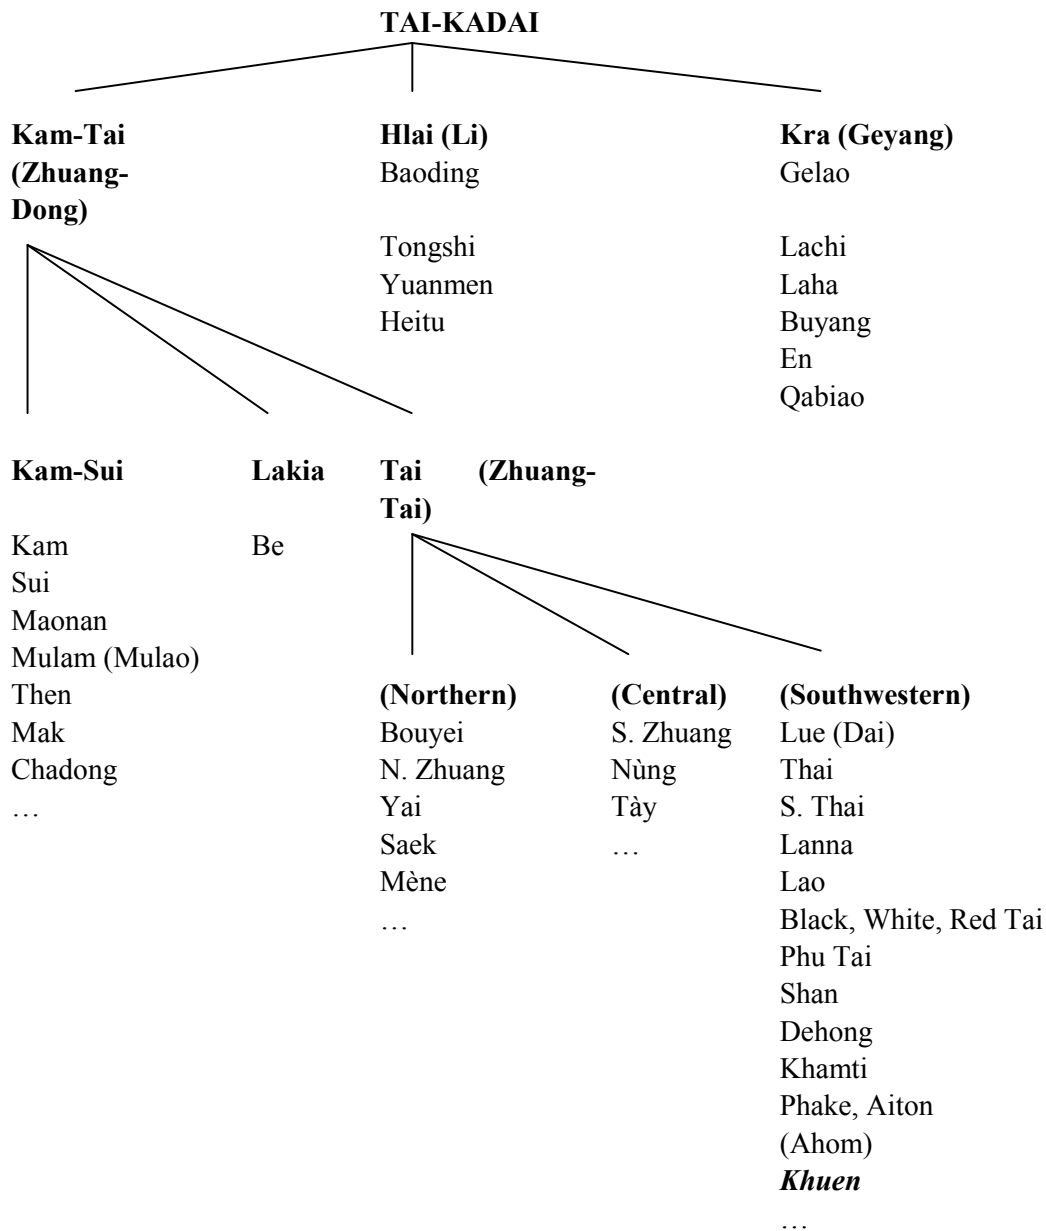 TAI-KADAI
Kam-Tai
(Zhuang-
Dong)
Hlai (Li)
Baoding
Tongshi
Yuanmen
Heitu
Kra (Geyang)
Gelao
Lachi
Laha
Buyang
En
Qabiao
Kam-Sui
Kam
Sui
Maonan
Mulam (Mulao)
Then
Mak
Chadong
…
Lakia
Be
Tai (Zhuang-
Tai)
(Northern)
Bouyei
N. Zhuang
Yai
Saek
Mène
…
(Central)
S. Zhuang
Nùng
Tày
…
(Southwestern)
Lue (Dai)
Thai
S. Thai
Lanna
Lao
Black, White, Red Tai
Phu Tai
Shan
Dehong
Khamti
Phake, Aiton
(Ahom)
Khuen
…